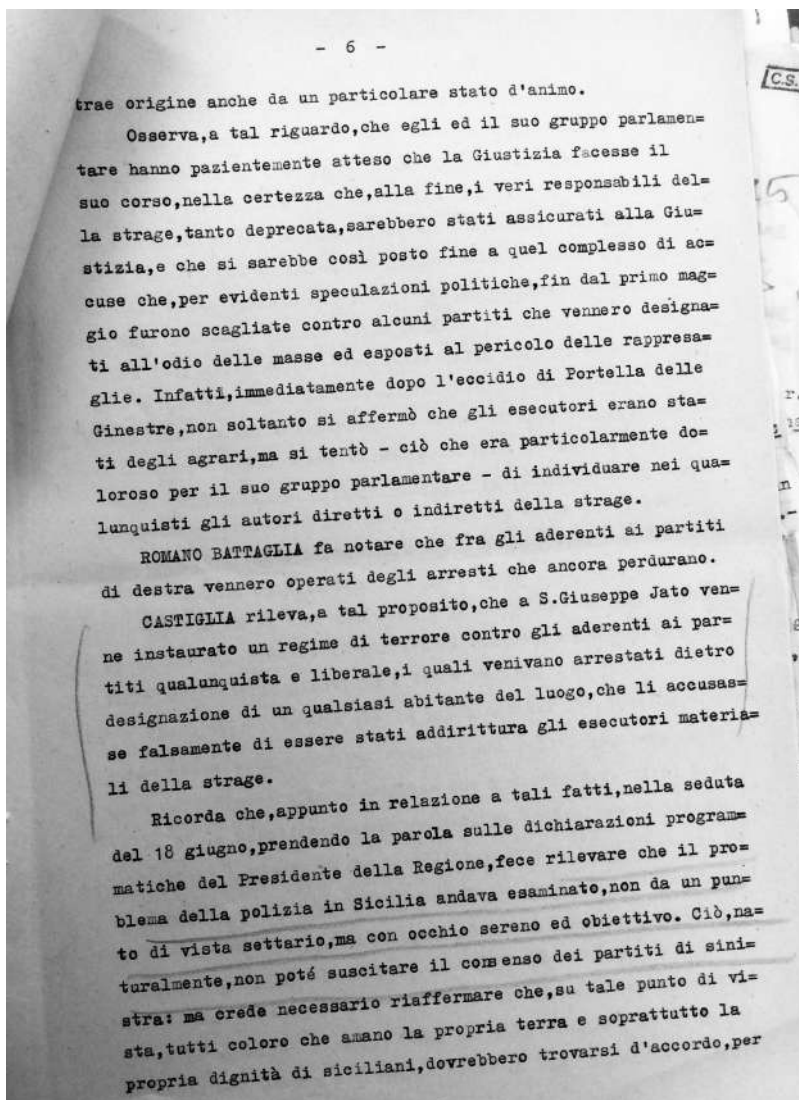 - 6 -
trae origine anche da un particolare stato d'animo.
Osserva,a tal riguardo,che egli ed il suo gruppo parlamen=
tare hanno pazientemente atteso che la Giustizia facesse il
suo corso,nella certezza che,alla fine,i veri responsabili del=
la strage,tanto deprecata,sarebbero stati assicurati alla Giu=
stizia,e che si sarebbe così posto fine a quel complesso di ac=
cuse che,per evidenti speculazioni politiche,fin dal primo mag=
gio furono scagliate contro alcuni partiti che vennero designa=
ti all'odio delle masse ed esposti al pericolo delle rappresa=
glie. Infatti,immediatamente dopo l'eccidio di Portella delle
Ginestre,non soltanto si affermò che gli esecutori erano sta=
ti degli agrari,ma si tentò - ciò che era particolarmente do=
loroso per il suo gruppo parlamentare - di individuare nei qua=
lunquisti gli autori diretti o indiretti della strage.
ROMANO BATTAGLIA fa notare che fra gli aderenti ai partiti
di destra vennero operati degli arresti che ancora perdurano.
CASTIGLIA rileva,a tal proposito,che a S.Giuseppe Jato ven=
ne instaurato un regime di terrore contro gli aderenti ai par=
titi qualunquista e liberale,i quali venivano arrestati dietro
designazione di un qualsiasi abitante del luogo,che li accusas=
se falsamente di essere stati addirittura gli esecutori materia=
li della strage.
Ricorda che,appunto in relazione a tali fatti,nella seduta
del 18 giugno,prendendo la parola sulle dichiarazioni program=
matiche del Presidente della Regione,fece rilevare che il pro=
blema della polizia in Sicilia andava esaminato,non da un pun=
to di vista settario,ma con occhio sereno ed obiettivo. Ciò,na=
turalmente,non poté suscitare il consenso dei partiti di sini=
stra: ma crede necessario riaffermare che,su tale punto di vi=
sta,tutti coloro che amano la propria terra e soprattutto la
propria dignità di siciliani,dovrebbero trovarsi d'accordo,per
C.S.